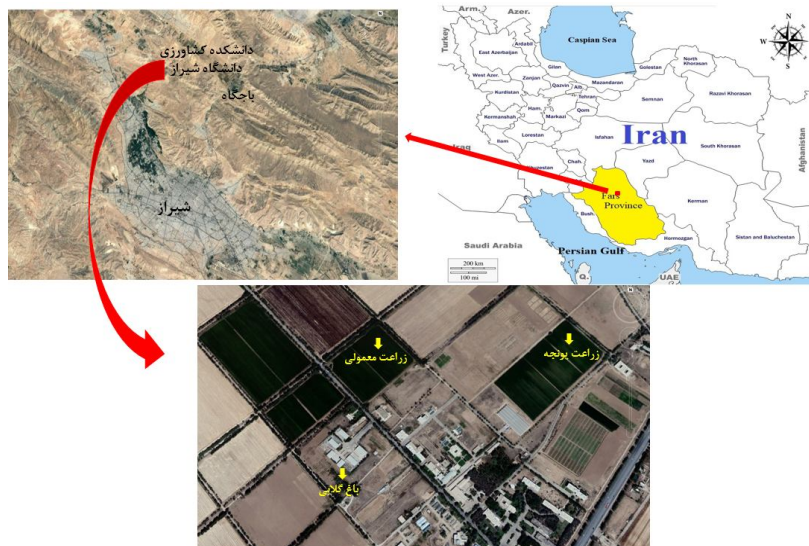 دانشکده کشاورزی
دانشگاه شیراز
باجگاه
شیراز
Arm.
Azer.
Turkey
Caspian Sea
N
W
E
S
Ardabil
East Azerbaijan
West Azer.
Gilan
Zanjan
Mazandaran
Golestan
North Khorasan
Kurdistan
Qazvin
Alb.
Tehran
Semnan
Razavi Khorasan
Ham.
Qom
Kermanshah
Markazi
Ilam
Lorestan
Isfahan
Iran
South Khorasan
Afghanistan
Chah.
Yazd
Fars
Province
Kerman
Bush.
Hormozgan
Sistan and Baluchestan
Saudi Arabia
Persian Gulf
200 km
100 mi
Q.
UAE
زراعت معمولی
زراعت یونجه
باغ گلابی